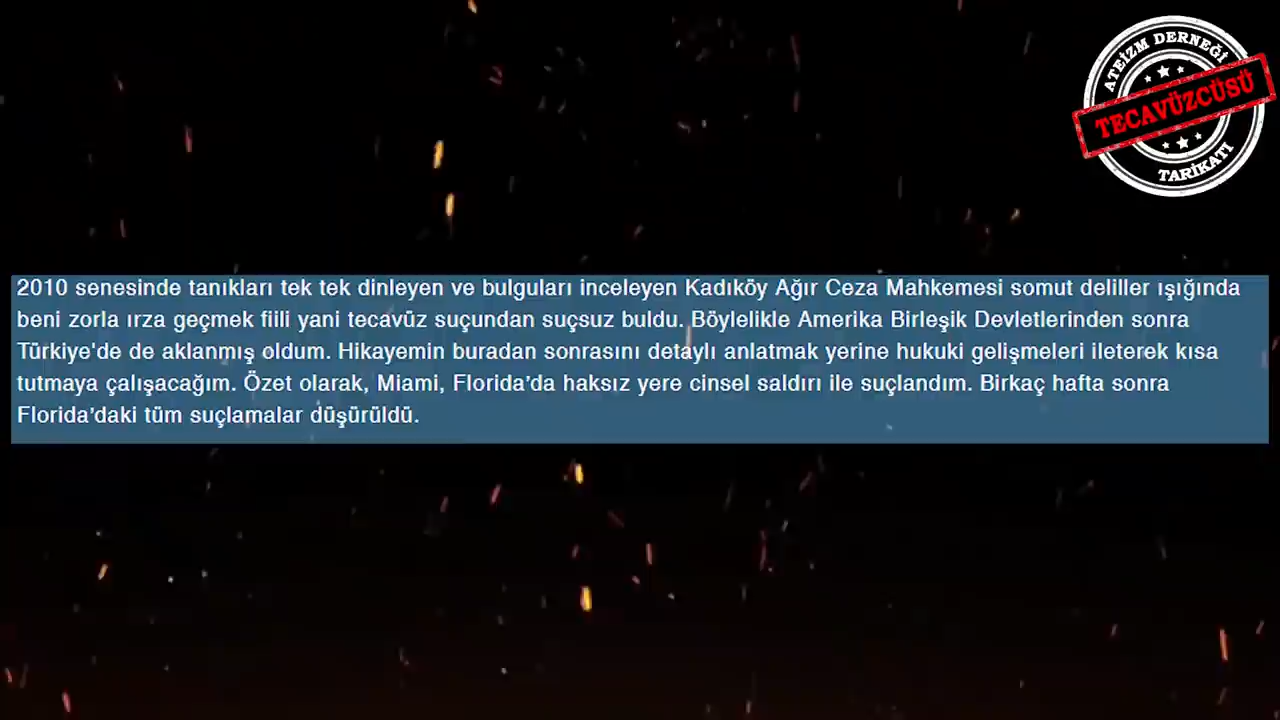 ATEİZM DERNEĞİ
TECAVÜZCÜSÜ
TARİKATI
2010 senesinde tanıkları tek tek dinleyen ve bulguları inceleyen Kadıköy Ağır Ceza Mahkemesi somut deliller ışığında
beni zorla ırza geçmek fiili yani tecavüz suçundan suçsuz buldu. Böylelikle Amerika Birleşik Devletlerinden sonra
Türkiye'de de aklanmış oldum. Hikayemin buradan sonrasını detaylı anlatmak yerine hukuki gelişmeleri ileterek kısa
tutmaya çalışacağım. Özet olarak, Miami, Florida’da haksız yere cinsel saldırı ile suçlandım. Birkaç hafta sonra
Florida’daki tüm suçlamalar düşürüldü.